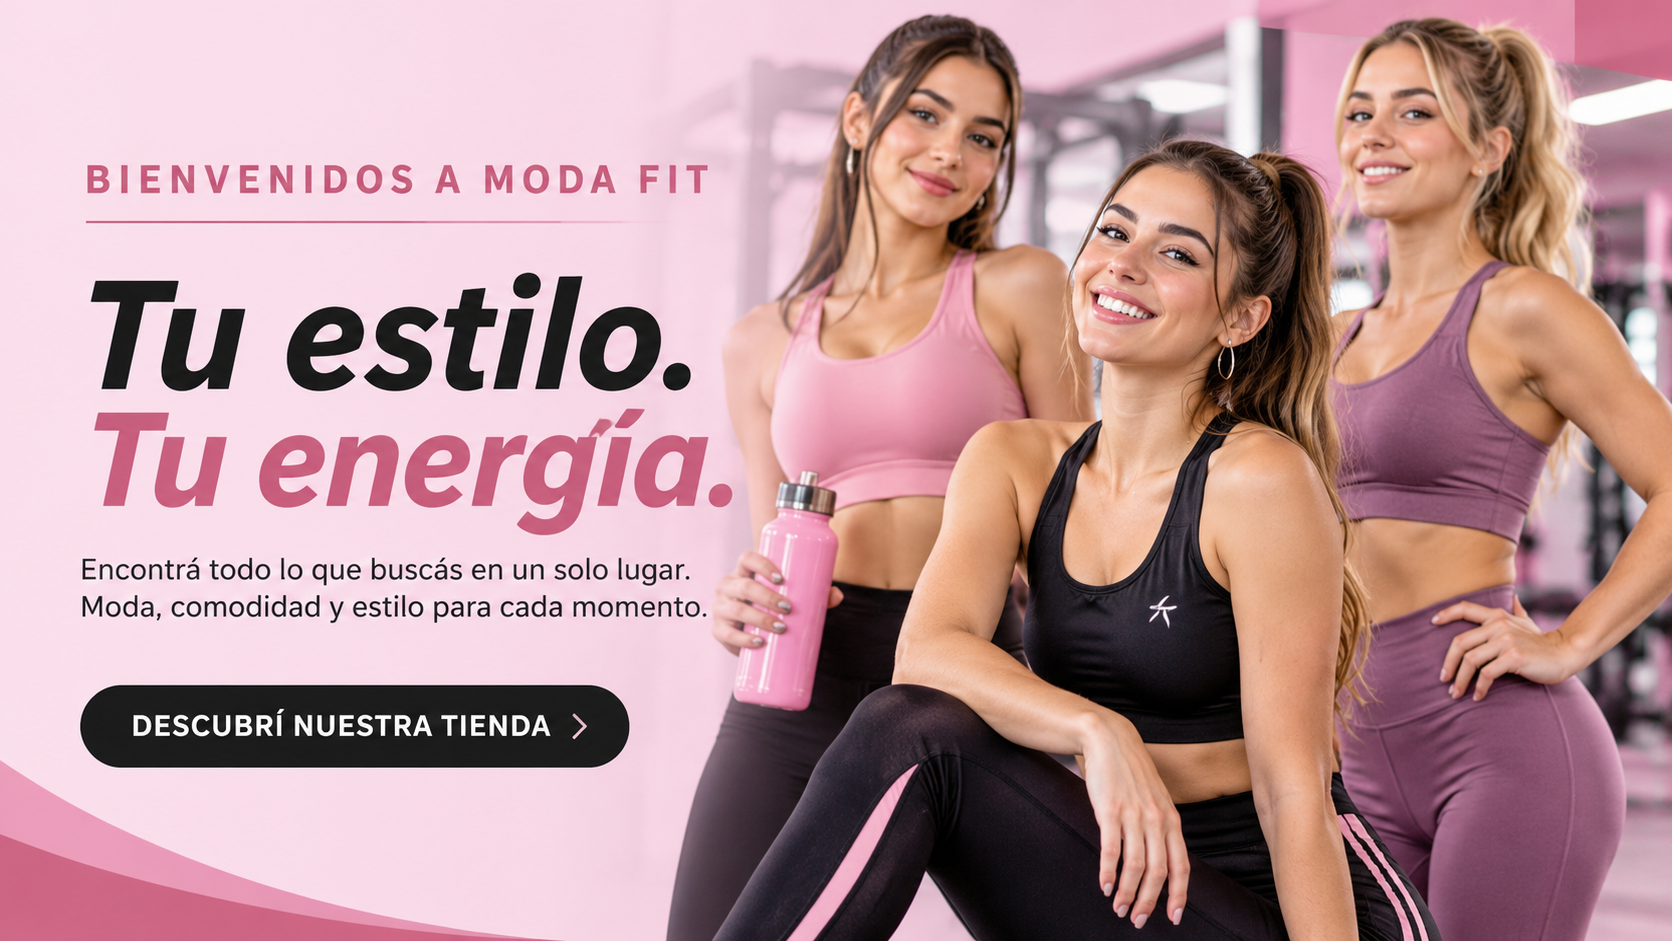 BIENVENIDOS A MODA FIT
Tu estilo.
Tu energía.
Encontrá todo lo que buscás en un solo lugar.
Moda, comodidad y estilo para cada momento.
DESCUBRÍ NUESTRA TIENDA